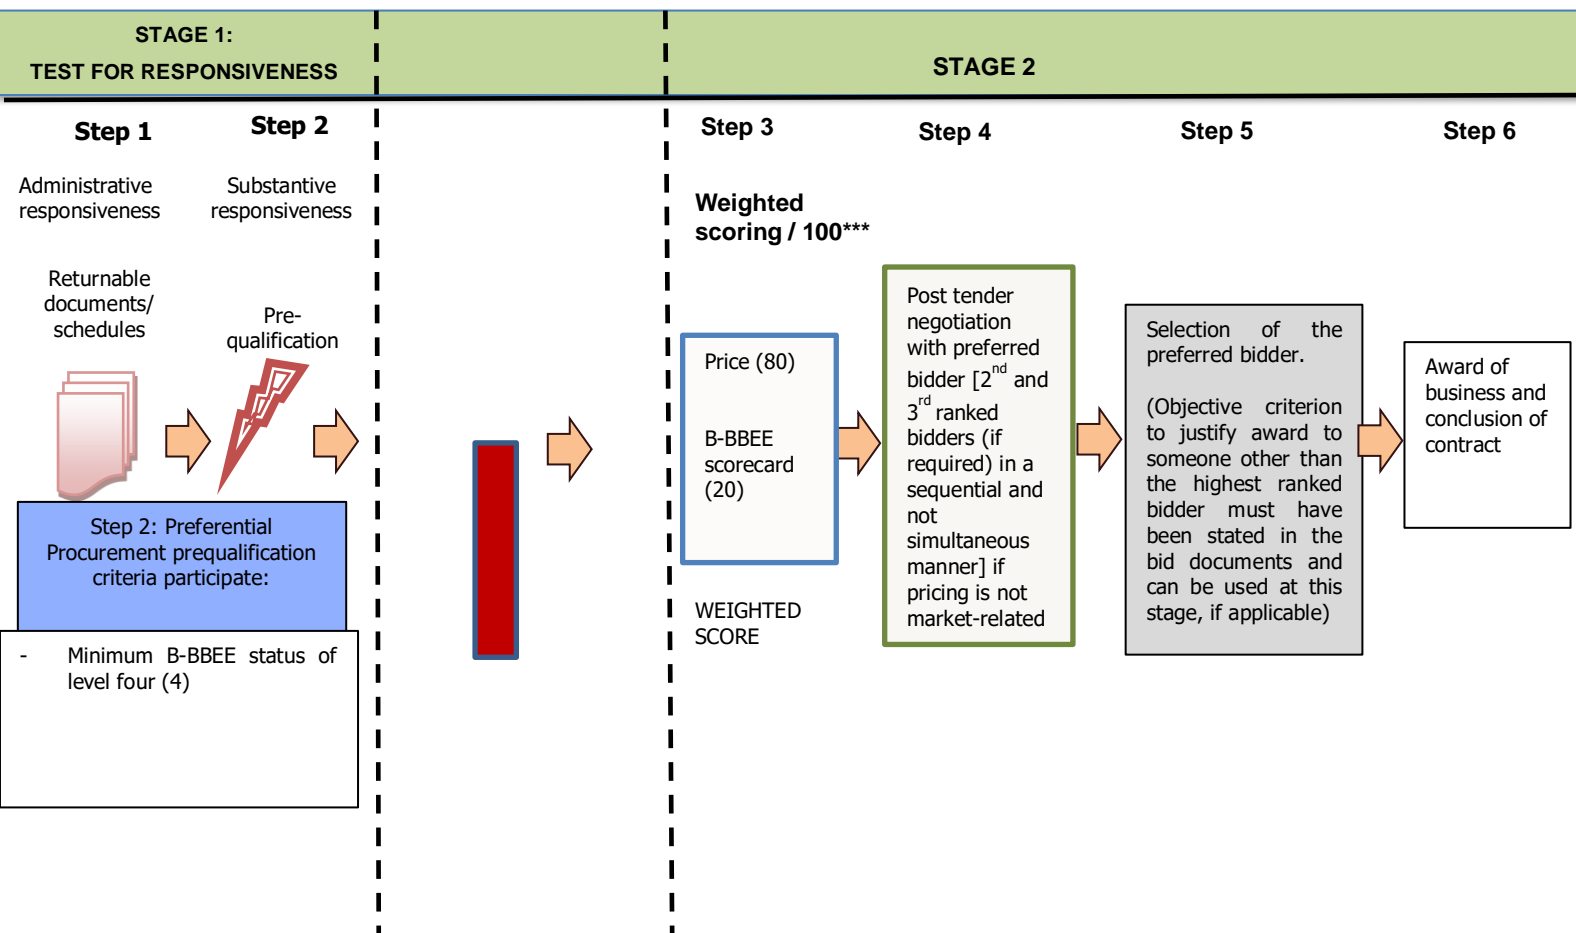 STAGE 1:
TEST FOR RESPONSIVENESS
STAGE 2
Step 1
Step 2
Step 3
Step 4
Step 5
Step 6
Administrative
responsiveness
Substantive
responsiveness
Returnable
documents/
schedules
Pre-
qualification
Step 2: Preferential
Procurement prequalification
criteria participate:
- Minimum B-BBEE status of
level four (4)
Weighted
scoring / 100***
Price (80)
B-BBEE
scorecard
(20)
WEIGHTED
SCORE
Post tender
negotiation
with preferred
bidder [2nd and
3rd ranked
bidders (if
required) in a
sequential and
not
simultaneous
manner] if
pricing is not
market-related
Selection of the
preferred bidder.
(Objective criterion
to justify award to
someone other than
the highest ranked
bidder must have
been stated in the
bid documents and
can be used at this
stage, if applicable)
Award of
business and
conclusion of
contract